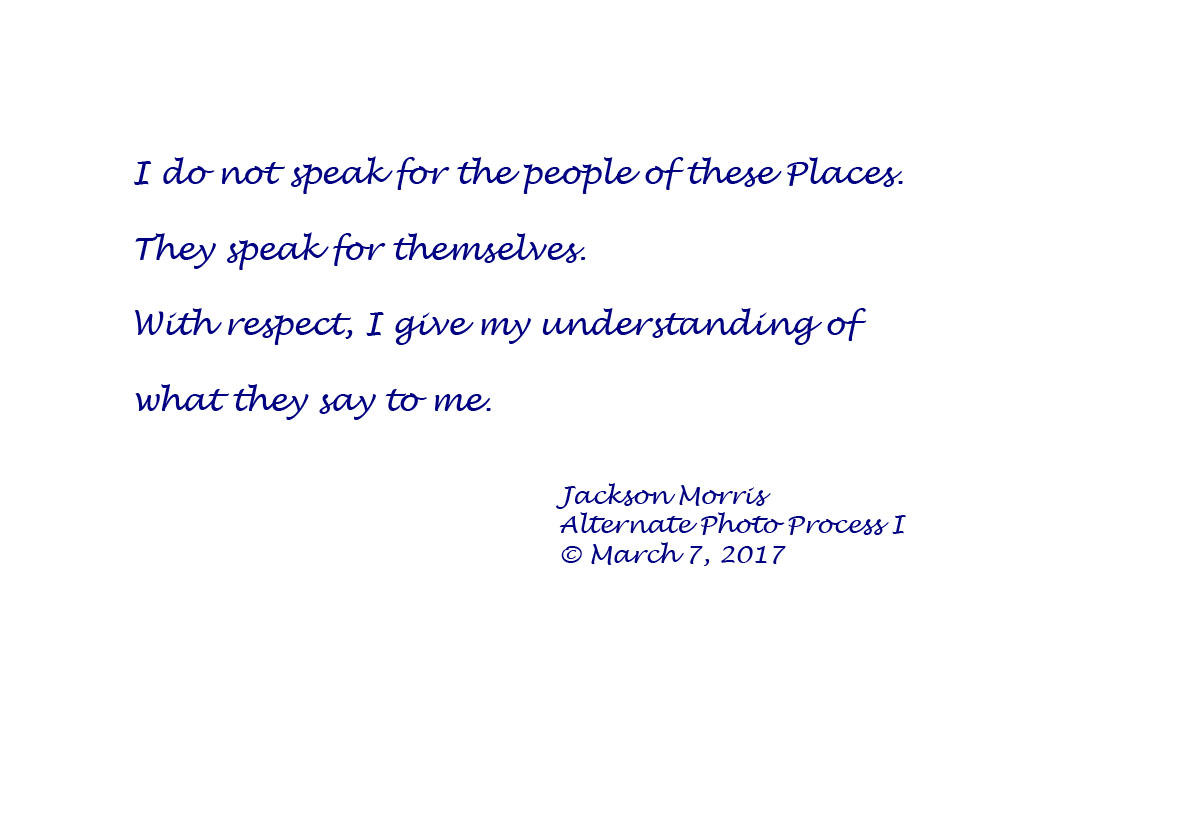 I do not speak for the people of these Places.
They speak for themselves.
With respect, I give my understanding of
what they say to me.
Jackson Morris
Alternate Photo Process I
© March 7, 2017